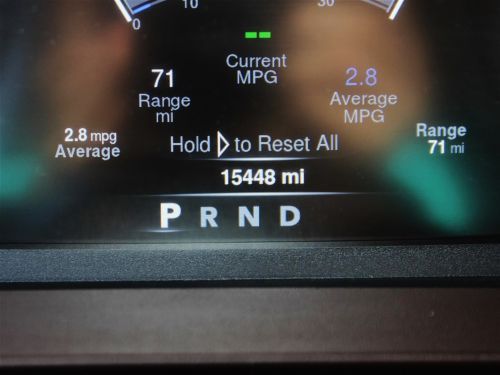 0 10 30
--
Current
MPG
71
Range
mi
2.8
Average
MPG
2.8 mpg
Average
Hold ▷ to Reset All
Range
71 mi
15448 mi
P R N D